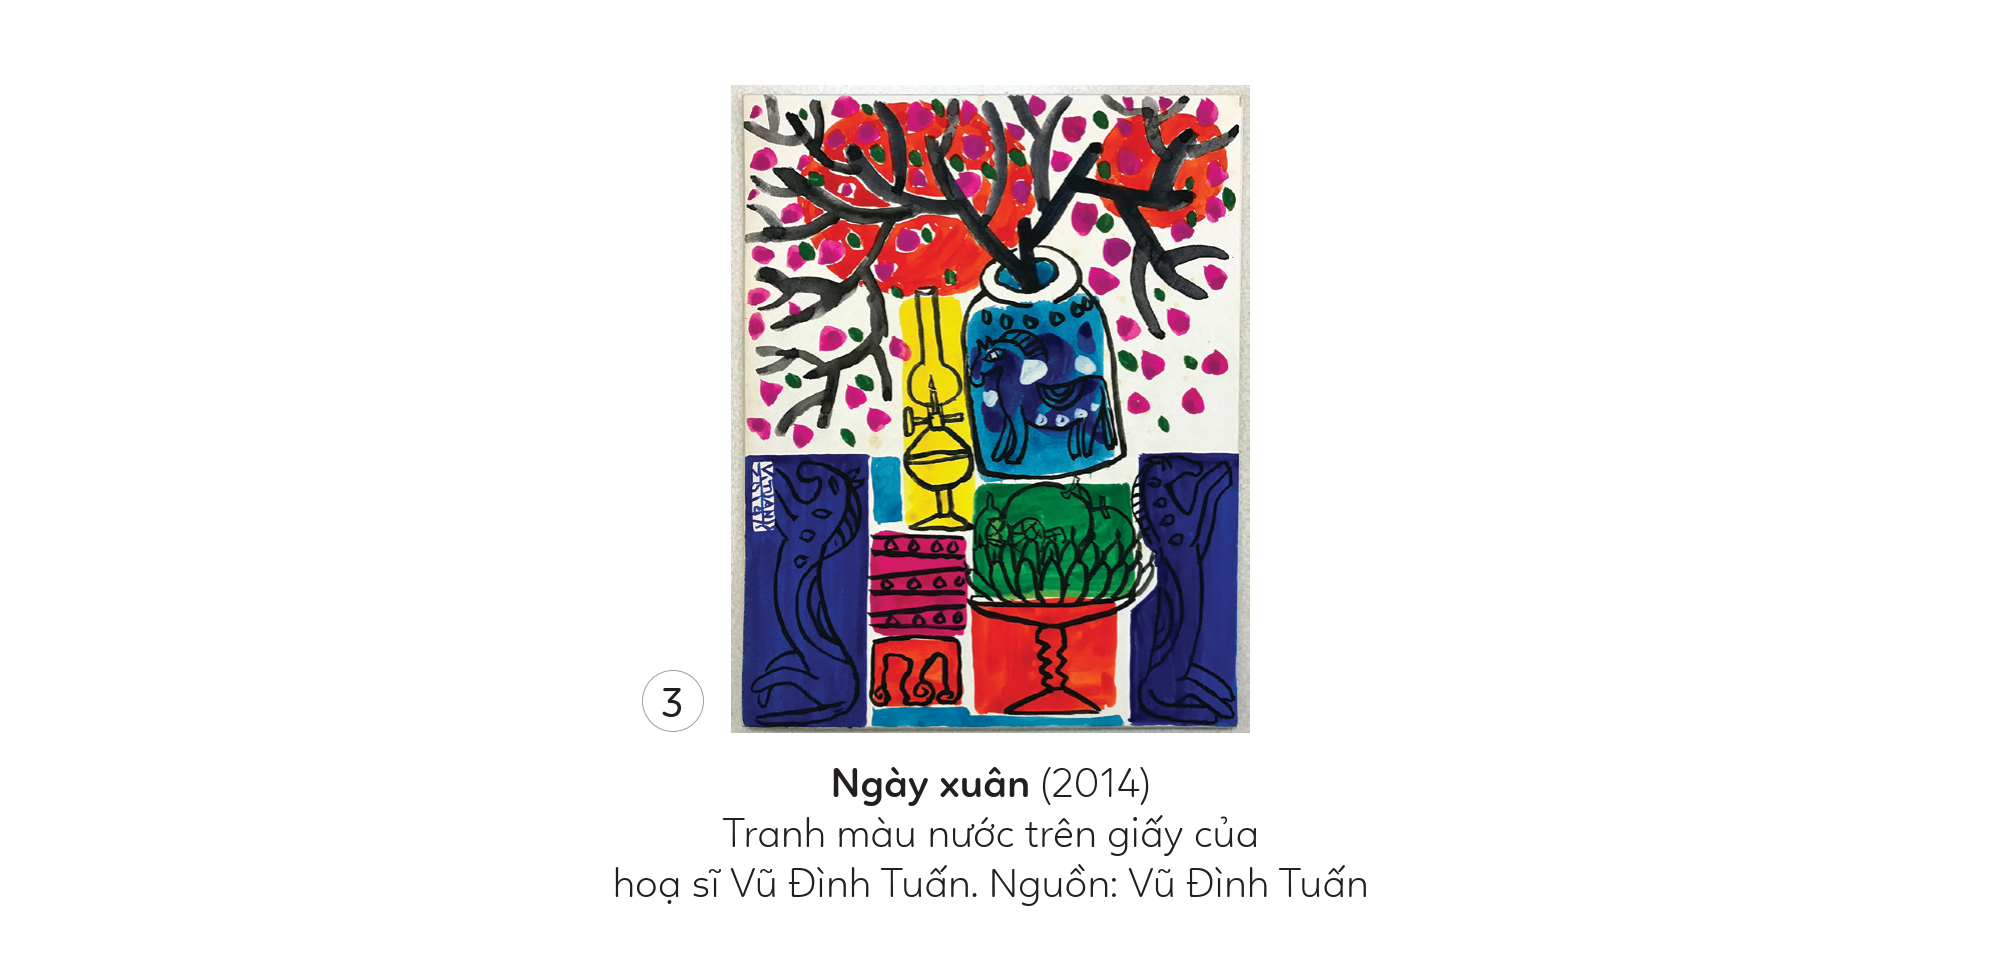 3
Ngày xuân (2014)
Tranh màu nước trên giấy của
hoạ sĩ Vũ Đình Tuấn. Nguồn: Vũ Đình Tuấn